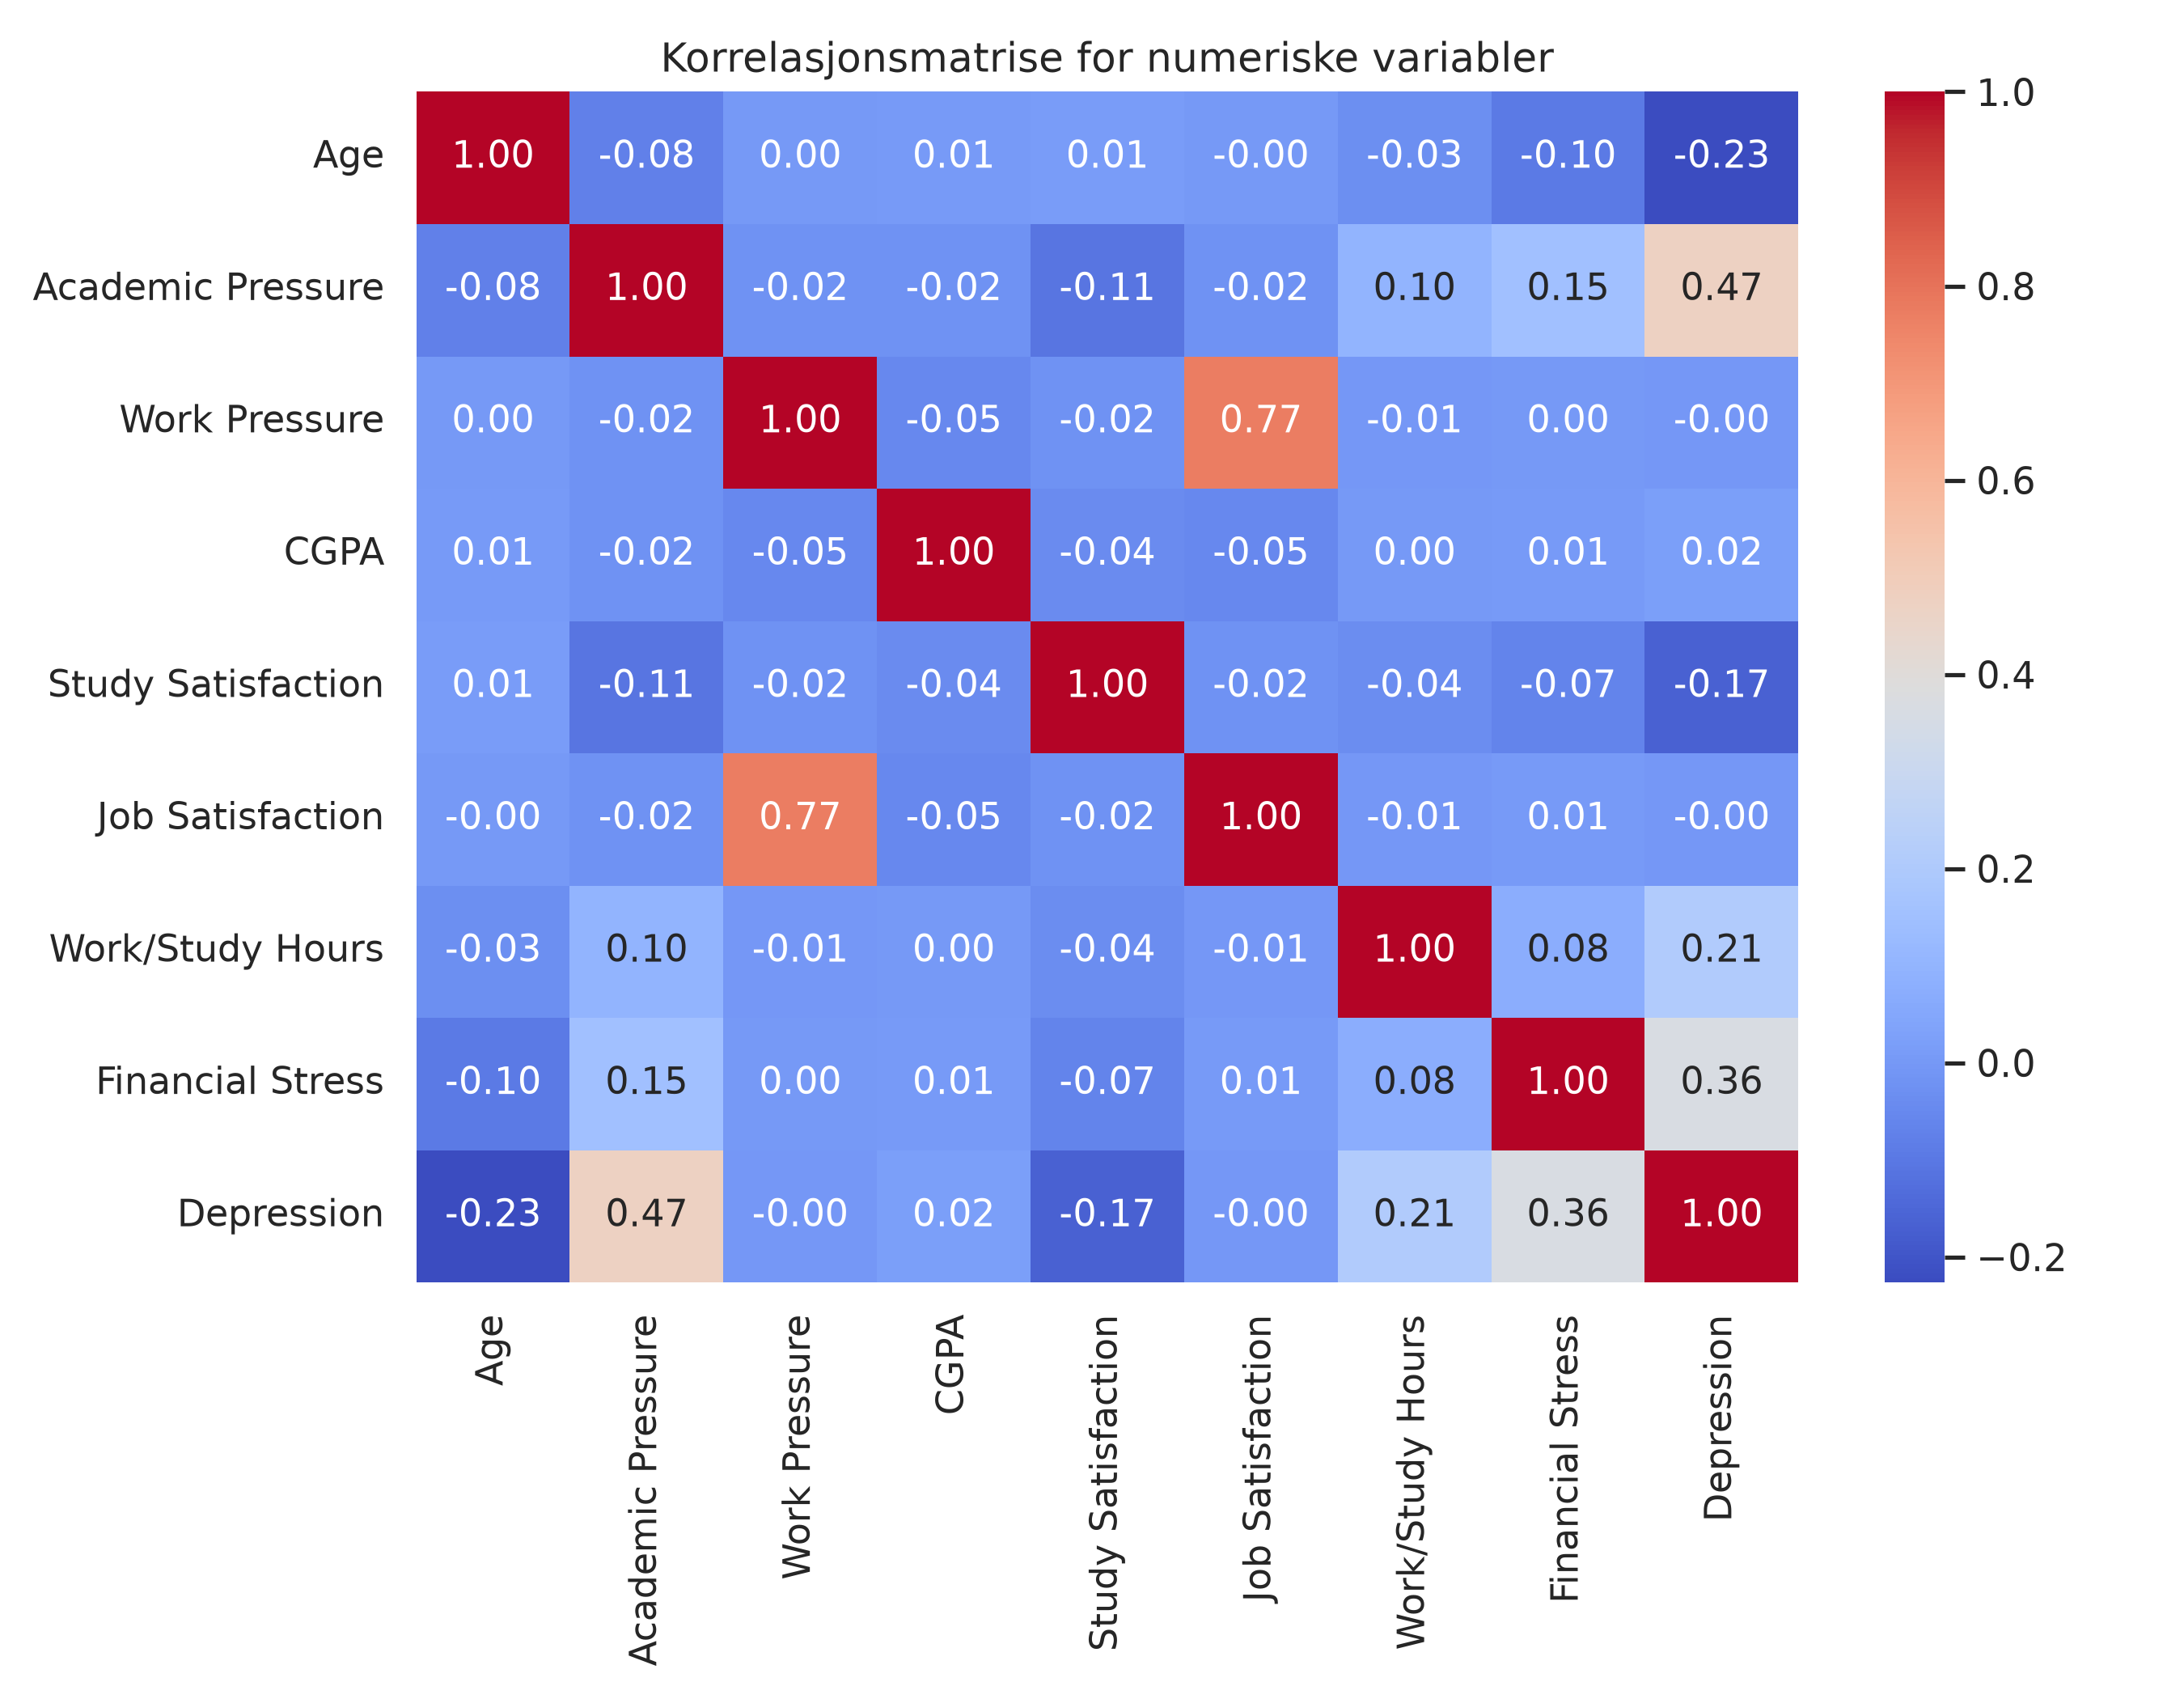 Korrelasjonsmatrise for numeriske variabler
Age 1.00 -0.08 0.00 0.01 0.01 -0.00 -0.03 -0.10 -0.23
Academic Pressure -0.08 1.00 -0.02 -0.02 -0.11 -0.02 0.10 0.15 0.47
Work Pressure 0.00 -0.02 1.00 -0.05 -0.02 0.77 -0.01 0.00 -0.00
CGPA 0.01 -0.02 -0.05 1.00 -0.04 -0.05 0.00 0.01 0.02
Study Satisfaction 0.01 -0.11 -0.02 -0.04 1.00 -0.02 -0.04 -0.07 -0.17
Job Satisfaction -0.00 -0.02 0.77 -0.05 -0.02 1.00 -0.01 0.01 -0.00
Work/Study Hours -0.03 0.10 -0.01 0.00 -0.04 -0.01 1.00 0.08 0.21
Financial Stress -0.10 0.15 0.00 0.01 -0.07 0.01 0.08 1.00 0.36
Depression -0.23 0.47 -0.00 0.02 -0.17 -0.00 0.21 0.36 1.00
Age
Academic Pressure
Work Pressure
CGPA
Study Satisfaction
Job Satisfaction
Work/Study Hours
Financial Stress
Depression
1.0
0.8
0.6
0.4
0.2
0.0
−0.2